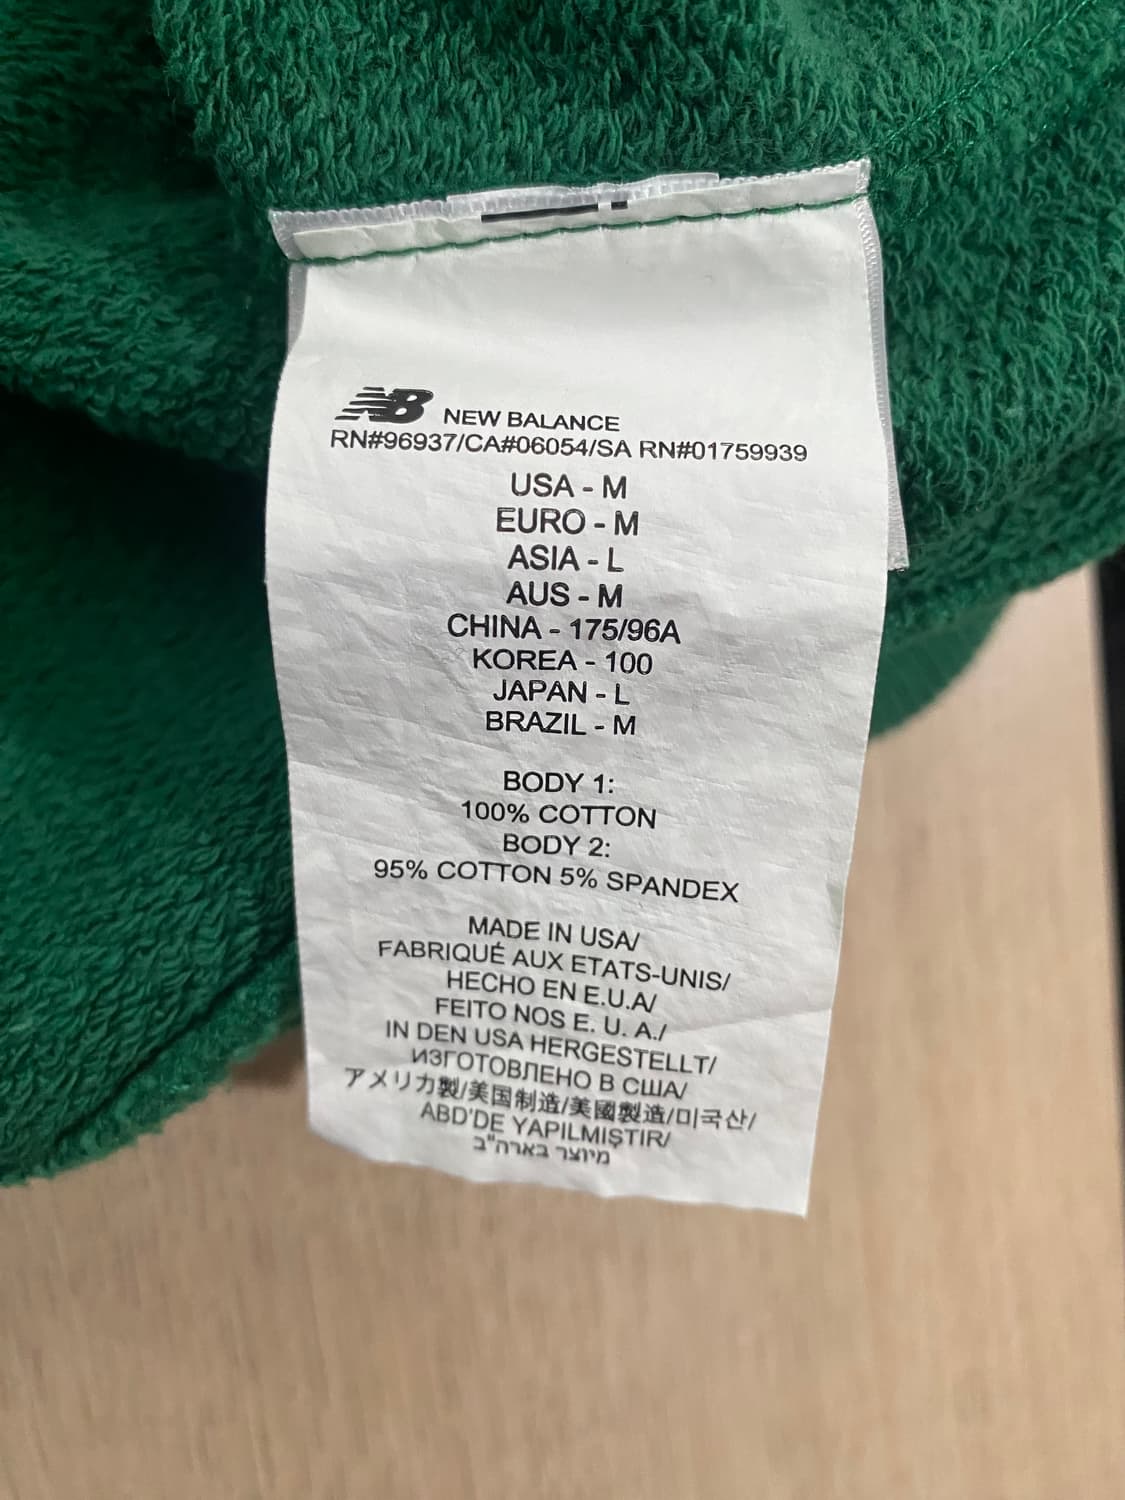 NB NEW BALANCE
RN#96937/CA#06054/SA RN#01759939
USA - M
EURO - M
ASIA - L
AUS - M
CHINA - 175/96A
KOREA - 100
JAPAN - L
BRAZIL - M
BODY 1:
100% COTTON
BODY 2:
95% COTTON 5% SPANDEX
MADE IN USA/
FABRIQUÉ AUX ETATS-UNIS/
HECHO EN E.U.A/
FEITO NOS E. U. A./
IN DEN USA HERGESTELLT/
ИЗГОТОВЛЕНО В США/
アメリカ製/美国制造/美國製造/미국산/
ABD'DE YAPILMIŞTIR/
מיוצר בארה"ב